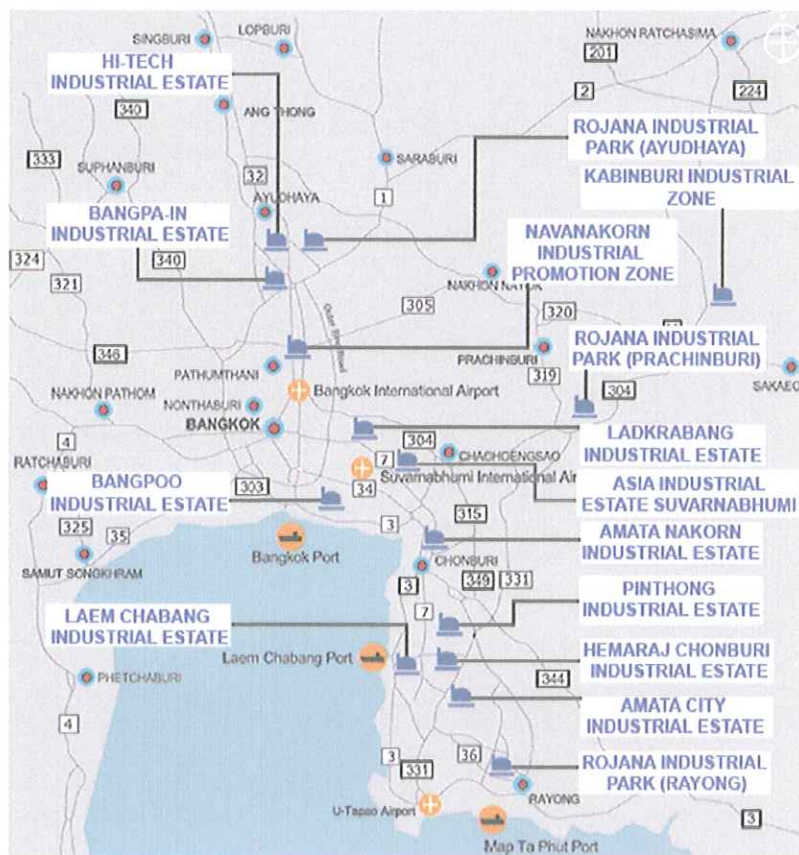 SINGBURI
LOPBURI
NAKHON RATCHASIMA
201
HI-TECH
INDUSTRIAL ESTATE
2
224
340
ANG THONG
ROJANA INDUSTRIAL
PARK (AYUDHAYA)
333
SUPHANBURI
32
SARABURI
KABINBURI INDUSTRIAL
ZONE
1
AYUDHAYA
BANGPA-IN
INDUSTRIAL ESTATE
NAVANAKORN
INDUSTRIAL
PROMOTION ZONE
324
340
321
NAKHON NAYOK
305
320
Outer Ring Road
346
PRACHINBURI
ROJANA INDUSTRIAL
PARK (PRACHINBURI)
PATHUMTHANI
319
SAKAEO
NAKHON PATHOM
Bangkok International Airport
304
NONTHABURI
BANGKOK
4
304
LADKRABANG
INDUSTRIAL ESTATE
RATCHABURI
7
CHACHOENGSAO
BANGPOO
INDUSTRIAL ESTATE
303
34
Suvarnabhumi International Air
ASIA INDUSTRIAL
ESTATE SUVARNABHUMI
325
35
3
315
AMATA NAKORN
INDUSTRIAL ESTATE
SAMUT SONGKHRAM
Bangkok Port
CHONBURI
3
349
331
PINTHONG
INDUSTRIAL ESTATE
7
LAEM CHABANG
INDUSTRIAL ESTATE
Laem Chabang Port
HEMARAJ CHONBURI
INDUSTRIAL ESTATE
PHETCHABURI
344
AMATA CITY
INDUSTRIAL ESTATE
4
3
36
331
ROJANA INDUSTRIAL
PARK (RAYONG)
RAYONG
U-Tapao Airport
3
Map Ta Phut Port